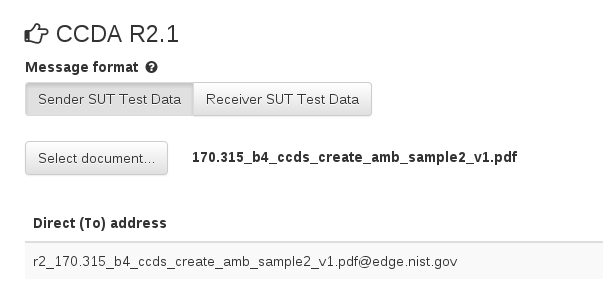 CCDA R2.1
Message format
Sender SUT Test Data Receiver SUT Test Data
Select document... 170.315_b4_ccds_create_amb_sample2_v1.pdf
Direct (To) address
r2_170.315_b4_ccds_create_amb_sample2_v1.pdf@edge.nist.gov